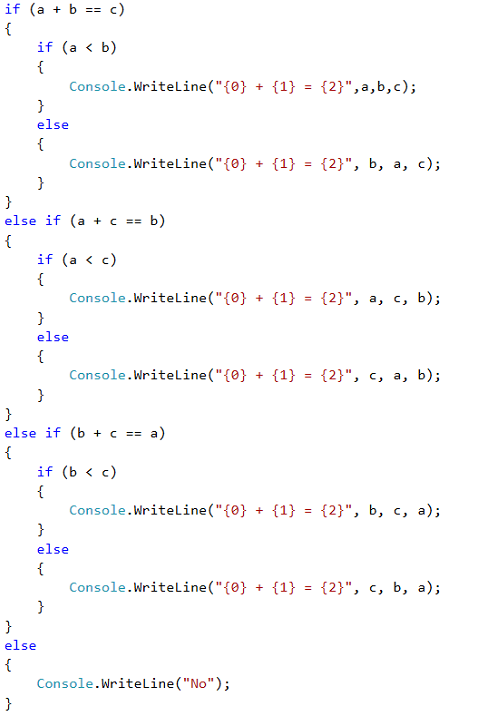 if (a + b == c)
{
    if (a < b)
    {
        Console.WriteLine("{0} + {1} = {2}",a,b,c);
    }
    else
    {
        Console.WriteLine("{0} + {1} = {2}", b, a, c);
    }
}
else if (a + c == b)
{
    if (a < c)
    {
        Console.WriteLine("{0} + {1} = {2}", a, c, b);
    }
    else
    {
        Console.WriteLine("{0} + {1} = {2}", c, a, b);
    }
}
else if (b + c == a)
{
    if (b < c)
    {
        Console.WriteLine("{0} + {1} = {2}", b, c, a);
    }
    else
    {
        Console.WriteLine("{0} + {1} = {2}", c, b, a);
    }
}
else
{
    Console.WriteLine("No");
}